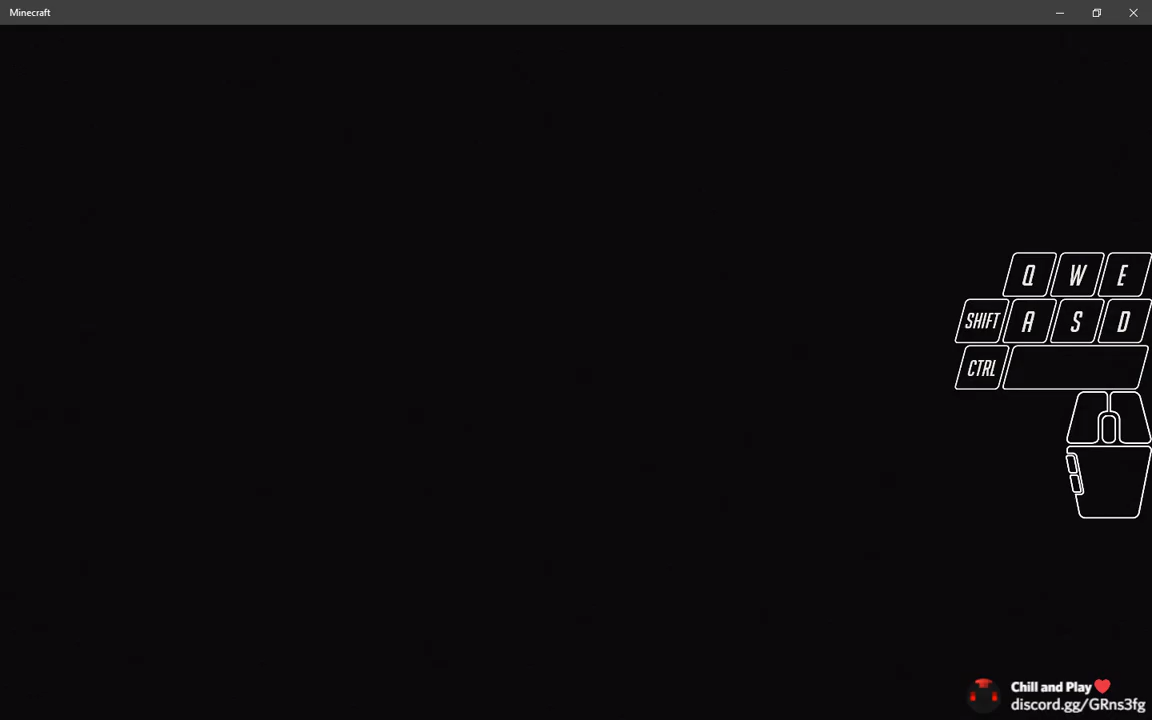 Minecraft
Q W E
SHIFT A S D
CTRL
Chill and Play❤️
discord.gg/GRns3fg